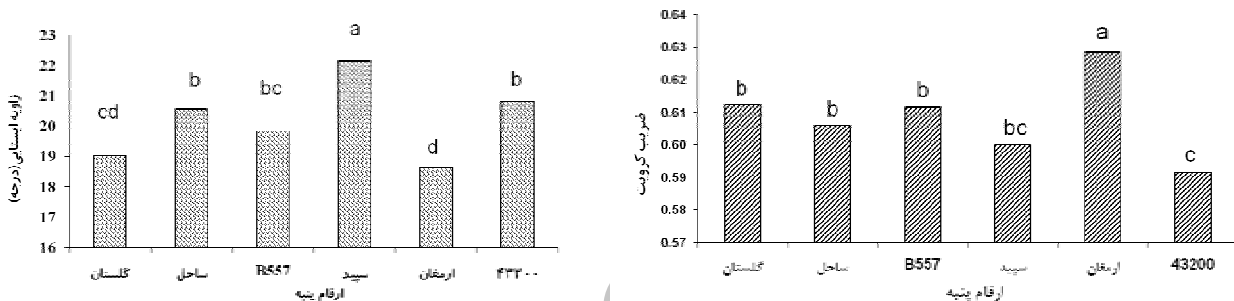 زاویه ایستایی(درجه)
23
22
21
20
19
18
17
16
cd
b
bc
a
d
b
گلستان ساحل B557 سپید ارمغان ۴۳۲۰۰
ارقام پنبه
ضریب کرویت
0.64
0.63
0.62
0.61
0.60
0.59
0.58
0.57
b
b
b
bc
a
c
گلستان ساحل B557 سپید ارمغان 43200
ارقام پنبه